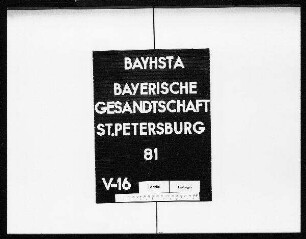 BAYHSTA
BAYERISCHE
GESANDTSCHAFT
ST.PETERSBURG
81
V-16